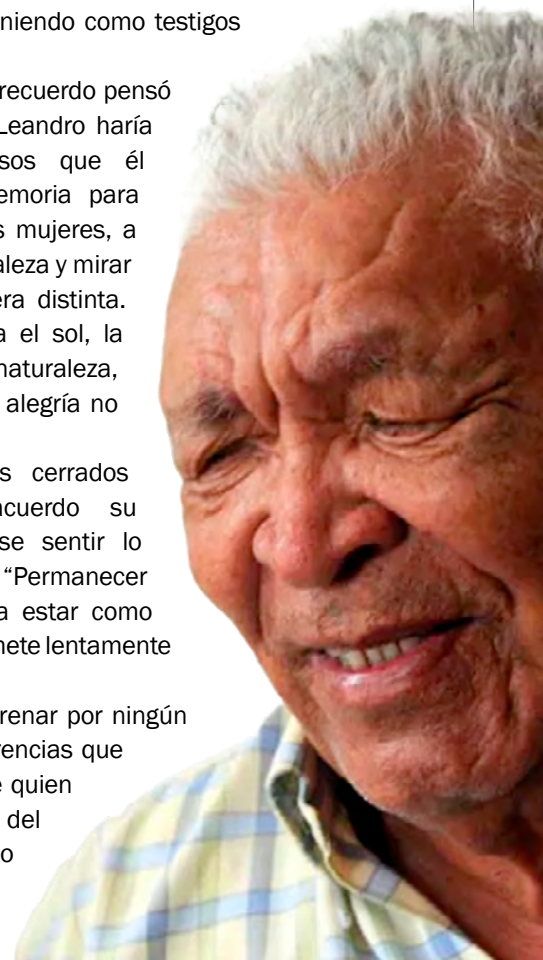 niendo como testigos
recuerdo pensó
Leandro haría
sos que él
emoria para
s mujeres, a
aleza y mirar
era distinta.
a el sol, la
naturaleza,
alegría no
s cerrados
acuerdo su
se sentir lo
“Permanecer
a estar como
nete lentamente
renar por ningún
rencias que
e quien
del
o